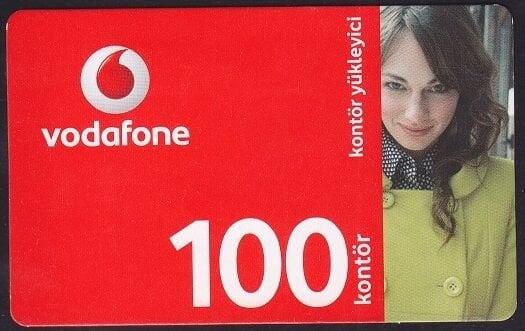 vodafone
kontör yükleyici
100
kontör